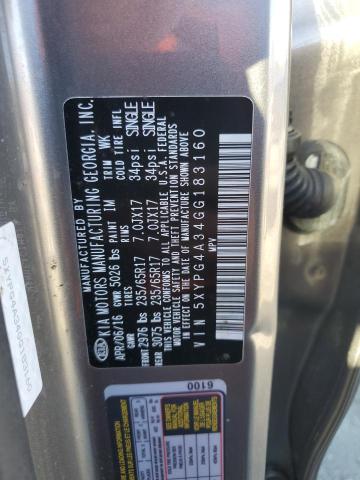 MANUFACTURED BY
KIA MOTORS MANUFACTURING GEORGIA, INC.
APR/06/16 PAINT IM TRIM WK
GVWR 5026 lbs
GAWR TIRES RIMS COLD TIRE INFL
FRONT 2976 lbs 235/65R17 7.0JX17 34psi SINGLE
REAR 3075 lbs 235/65R17 7.0JX17 34psi SINGLE
THIS VEHICLE CONFORMS TO ALL APPLICABLE U.S.A. FEDERAL
MOTOR VEHICLE SAFETY AND THEFT PREVENTION STANDARDS
IN EFFECT ON THE DATE OF MANUFACTURE SHOWN ABOVE.
VIN 5XYPG4A34GG183160
MPV
5XYPG4A34GG183160
6100